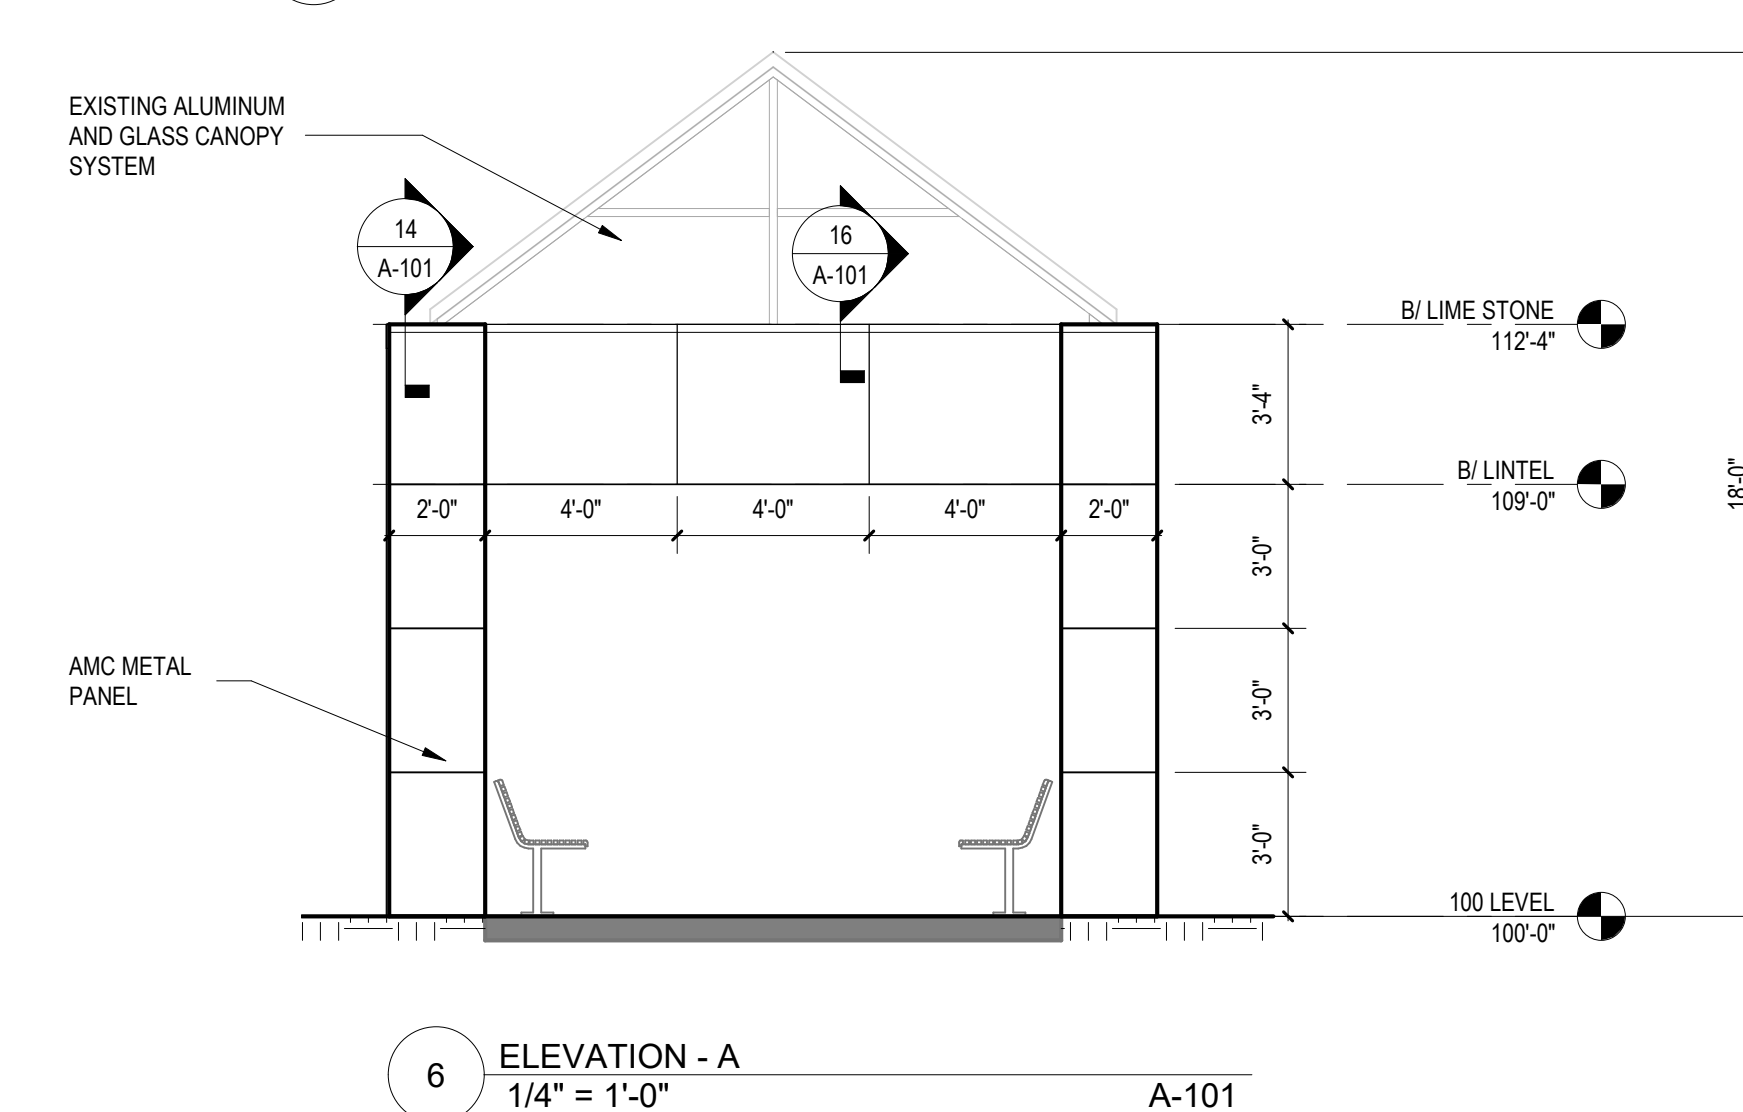 EXISTING ALUMINUM
AND GLASS CANOPY
SYSTEM
14
A-101
16
A-101
B/ LIME STONE
112'-4"
3'-4"
B/ LINTEL
109'-0"
18'-0"
2'-0"
4'-0"
4'-0"
4'-0"
2'-0"
3'-0"
AMC METAL
PANEL
3'-0"
3'-0"
100 LEVEL
100'-0"
6
ELEVATION - A
1/4" = 1'-0"
A-101